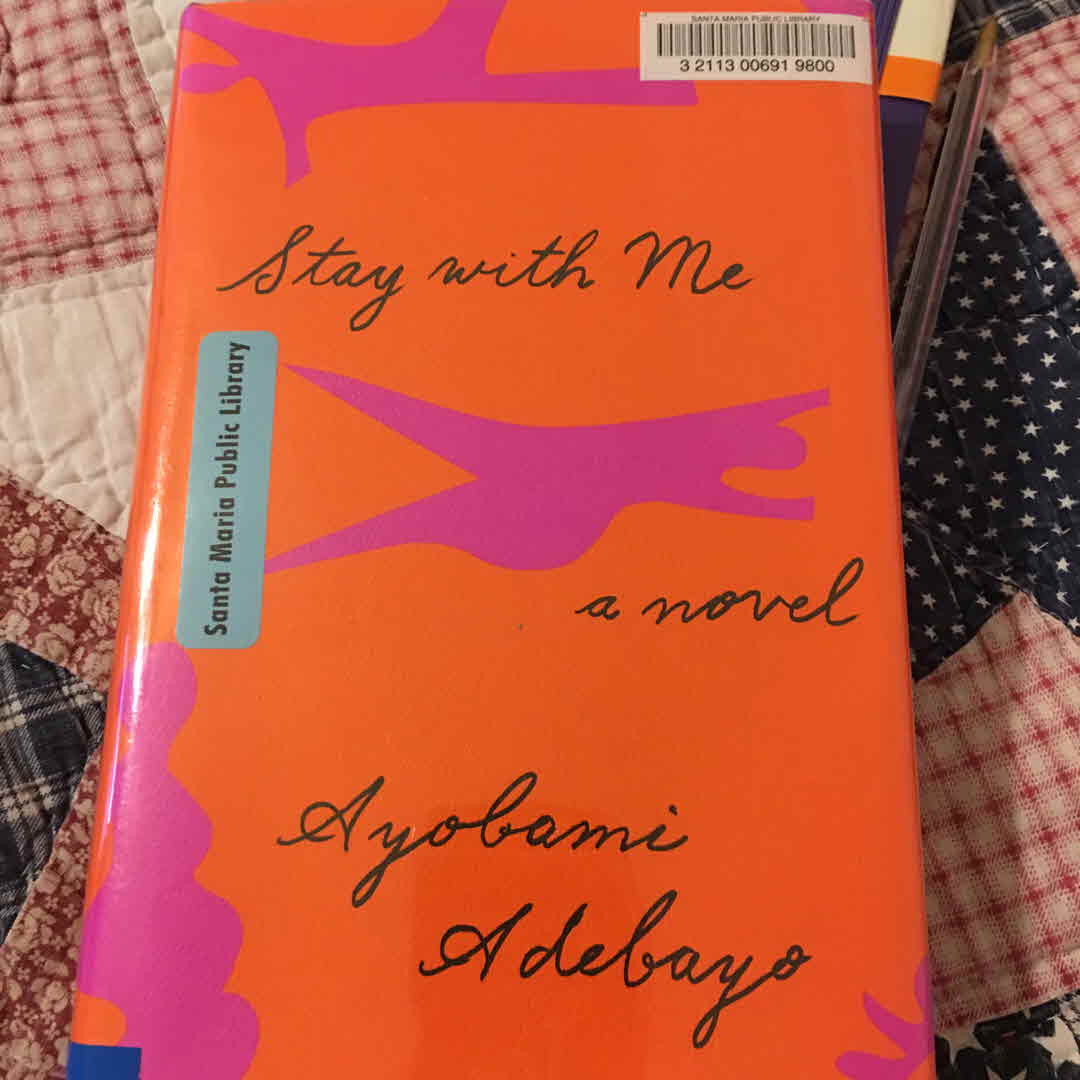 SANTA MARIA PUBLIC LIBRARY
3 2113 00691 9800
Stay with Me
Santa Maria Public Library
a novel
Ayobami
Adebayo